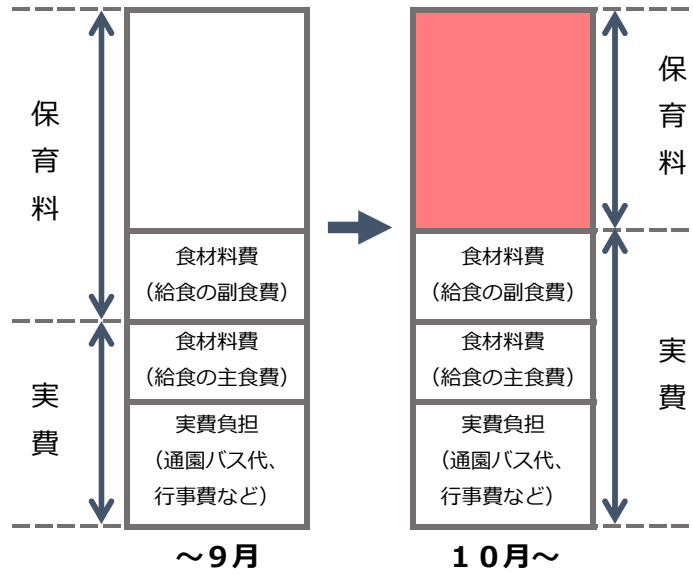 保育料
食材料費
(給食の副食費)
食材料費
(給食の主食費)
実費負担
(通園バス代、
行事費など)
実費
～９月
保育料
食材料費
(給食の副食費)
食材料費
(給食の主食費)
実費負担
(通園バス代、
行事費など)
実費
１０月～